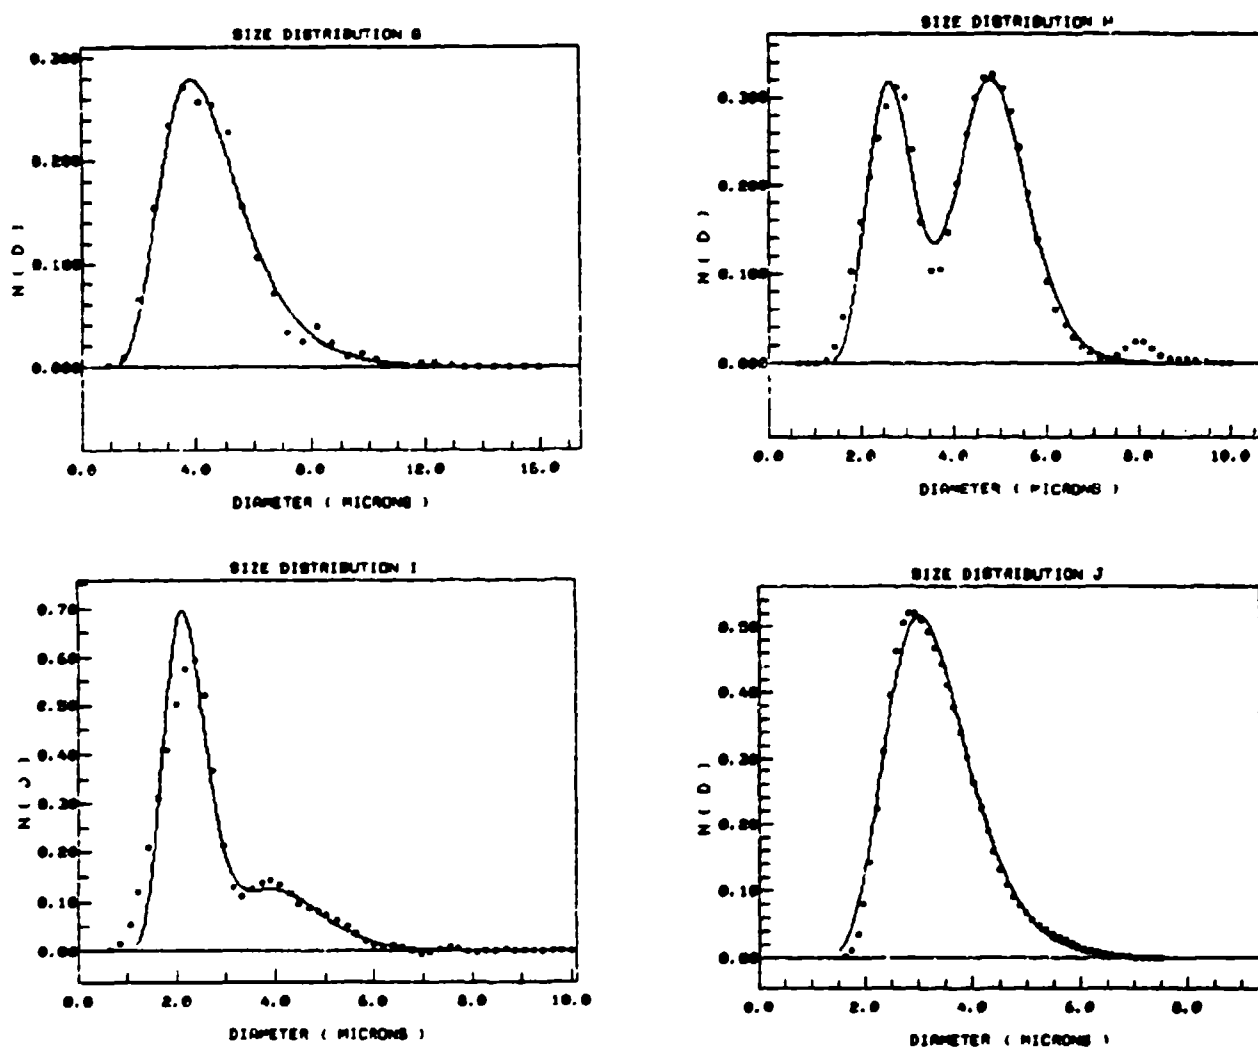 SIZE DISTRIBUTION G
0.300
0.200
0.100
0.000
N ( D )
0.0 4.0 8.0 12.0 16.0
DIAMETER ( MICRONS )
SIZE DISTRIBUTION H
0.300
0.200
0.100
0.000
N ( D )
0.0 2.0 4.0 6.0 8.0 10.0
DIAMETER ( MICRONS )
SIZE DISTRIBUTION I
0.70
0.60
0.50
0.40
0.30
0.20
0.10
0.00
N (
0.0 2.0 4.0 6.0 8.0 10.0
DIAMETER ( MICRONS )
SIZE DISTRIBUTION J
0.50
0.40
0.30
0.20
0.10
0.00
N ( D )
0.0 2.0 4.0 6.0 8.0
DIAMETER ( MICRONS )